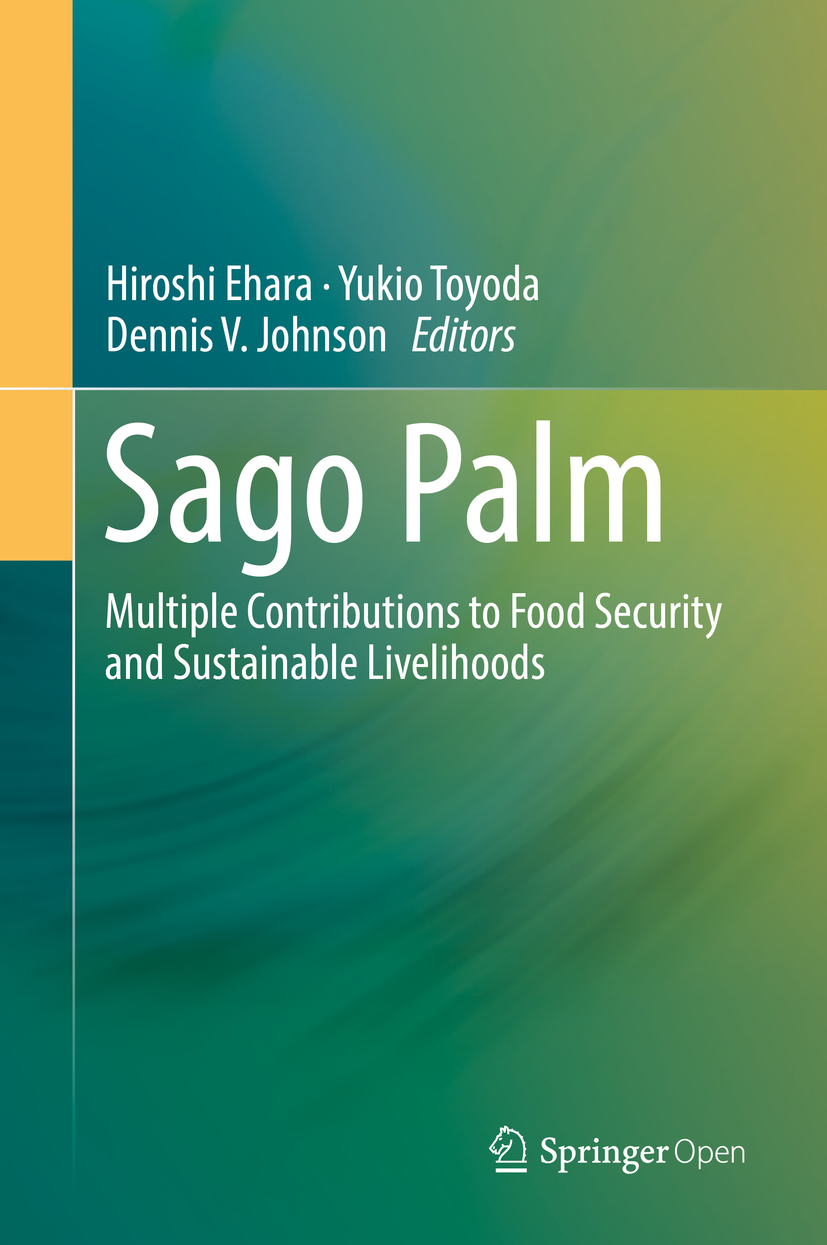 Hiroshi Ehara · Yukio Toyoda
Dennis V. Johnson Editors
Sago Palm
Multiple Contributions to Food Security
and Sustainable Livelihoods
Springer Open